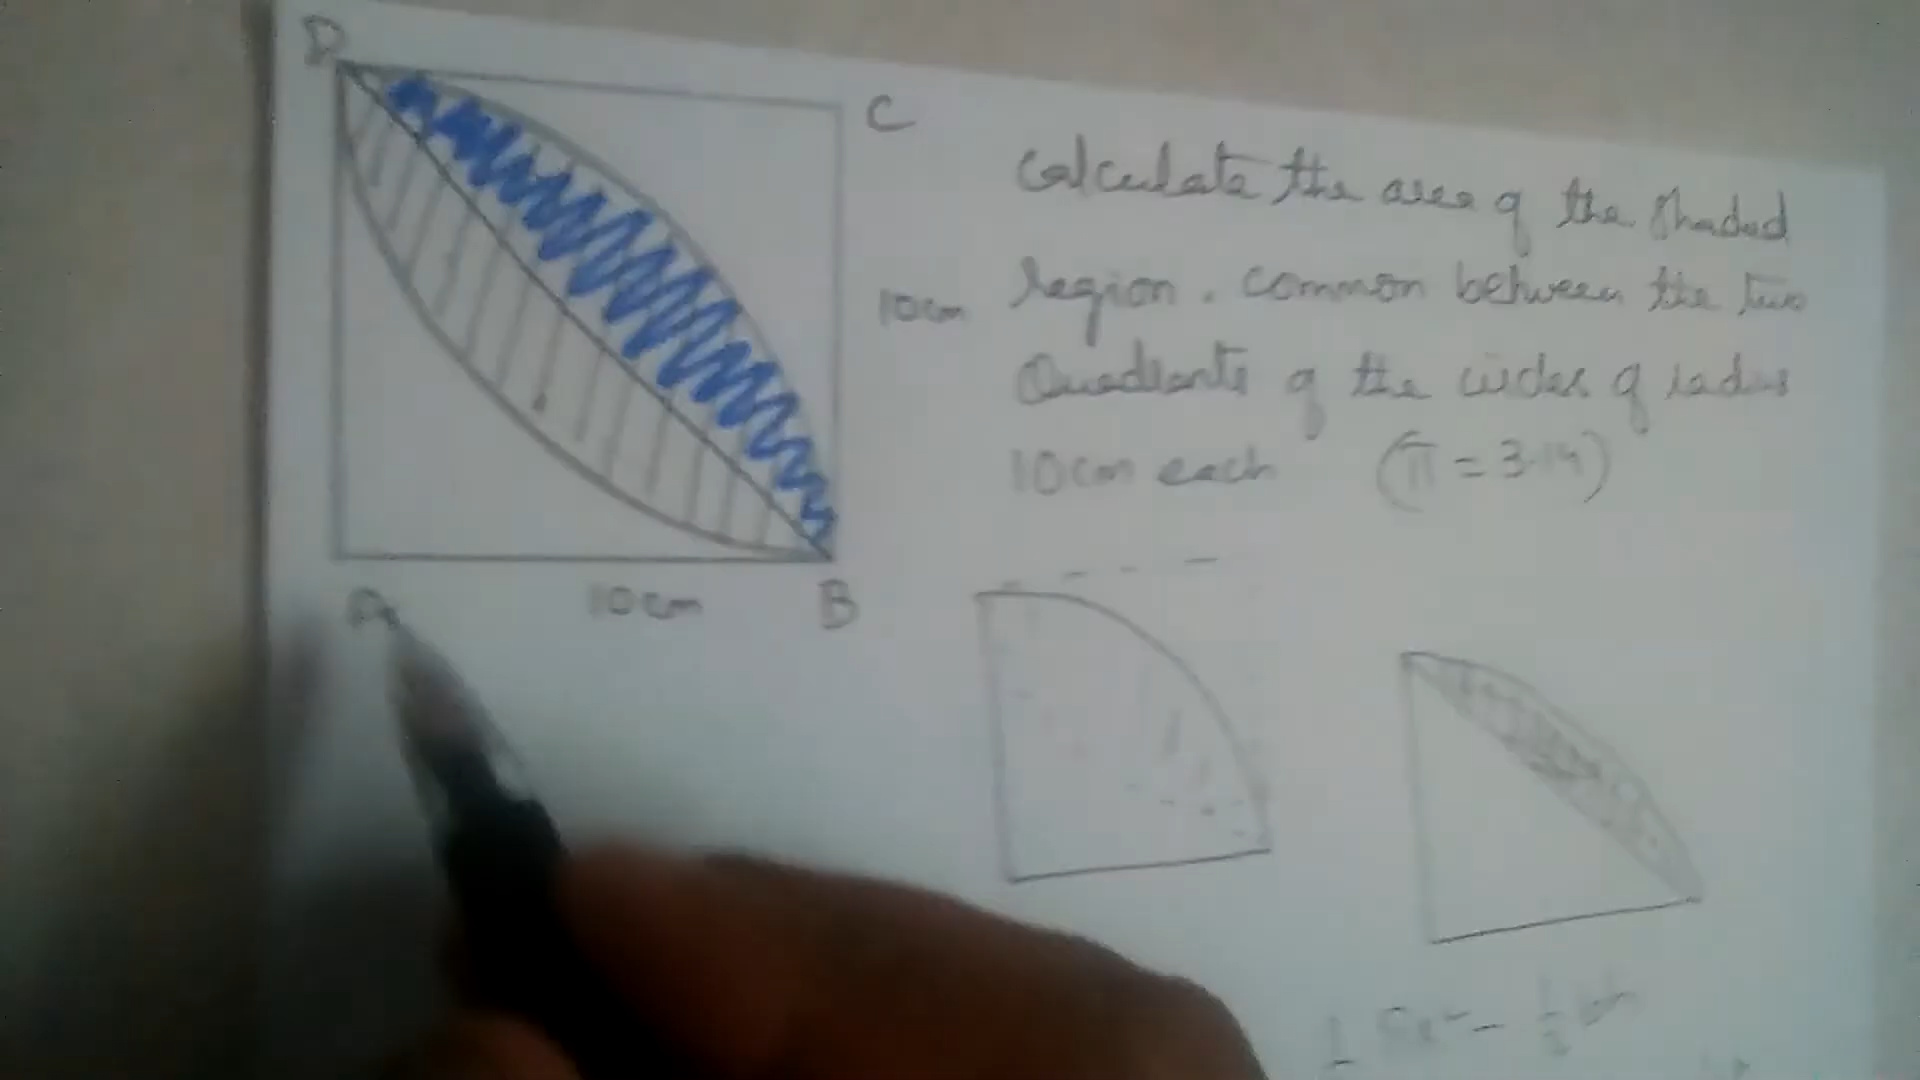 D
C
Calculate the area of the shaded
region. common between the two
10cm
Quadrants of the circles of radius
10cm each (π = 3.14)
A
10cm
B